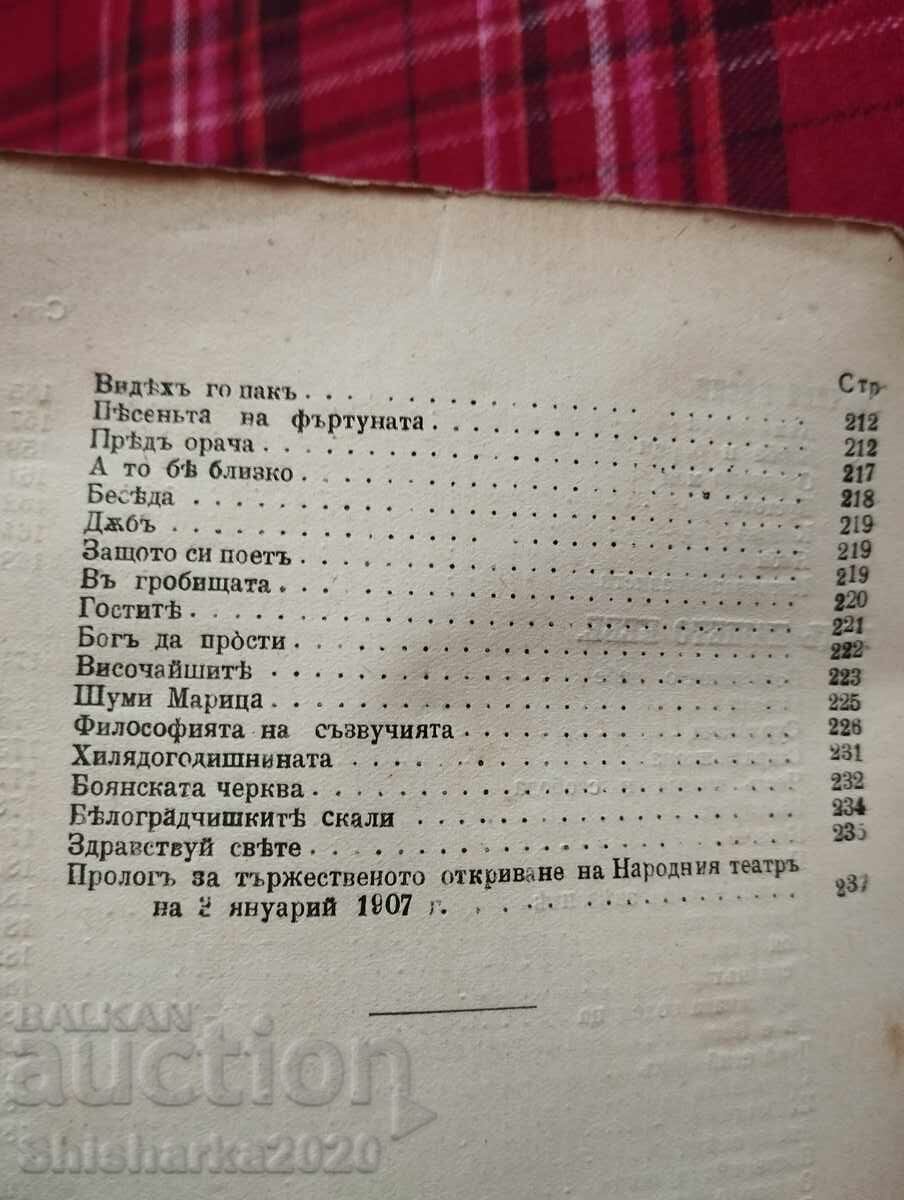 Стр.
Видѣхъ го пакъ . . . 212
Пѣсеньта на фъртуната . . . 212
Прѣдъ орача . . . 217
А то бѣ близко . . . 218
Бесѣда . . . 219
Дѫбъ . . . 219
Защото си поетъ . . . 219
Въ гробищата . . . 220
Гоститѣ . . . 221
Богъ да прости . . . 222
Височайшитѣ . . . 223
Шуми Марица . . . 225
Философията на съзвучията . . . 226
Хилядогодишнината . . . 231
Боянската черква . . . 232
Бѣлоградчишкитѣ скали . . . 234
Здравствуй свѣте . . . 235
Прологъ за тържественото откриване на Народния театръ
на 2 януарий 1907 г. . . . 237
BALKAN
auction
Shisharka2020